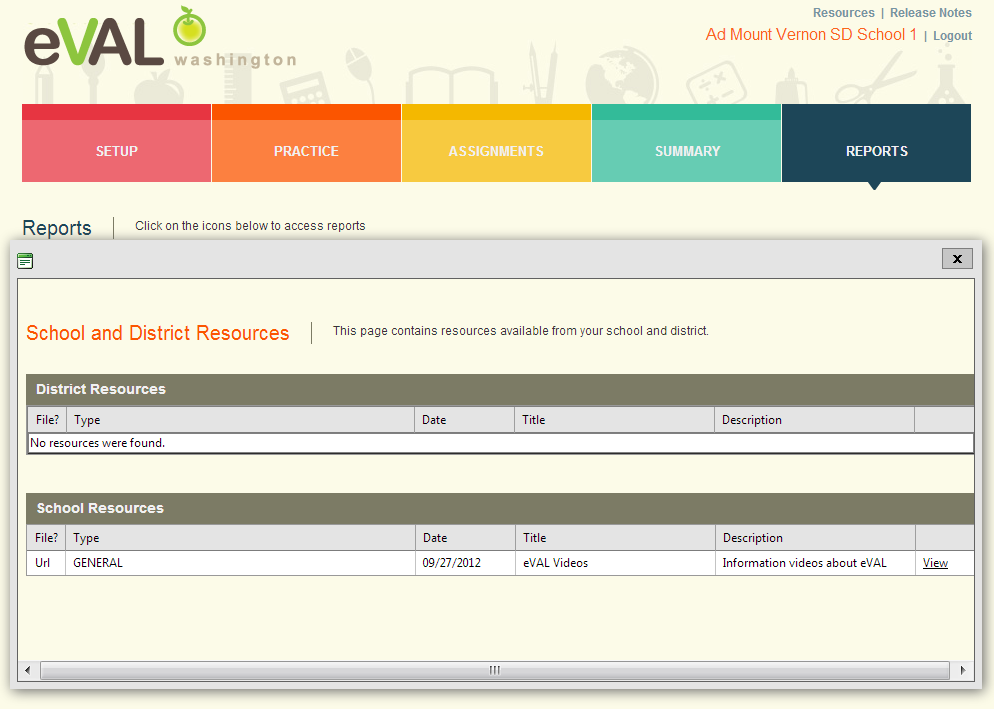 eVAL
washington
Resources | Release Notes
Ad Mount Vernon SD School 1 | Logout
SETUP PRACTICE ASSIGNMENTS SUMMARY REPORTS
Reports Click on the icons below to access reports
x
School and District Resources This page contains resources available from your school and district.
District Resources
File? Type Date Title Description
No resources were found.
School Resources
File? Type Date Title Description
Url GENERAL 09/27/2012 eVAL Videos Information videos about eVAL View